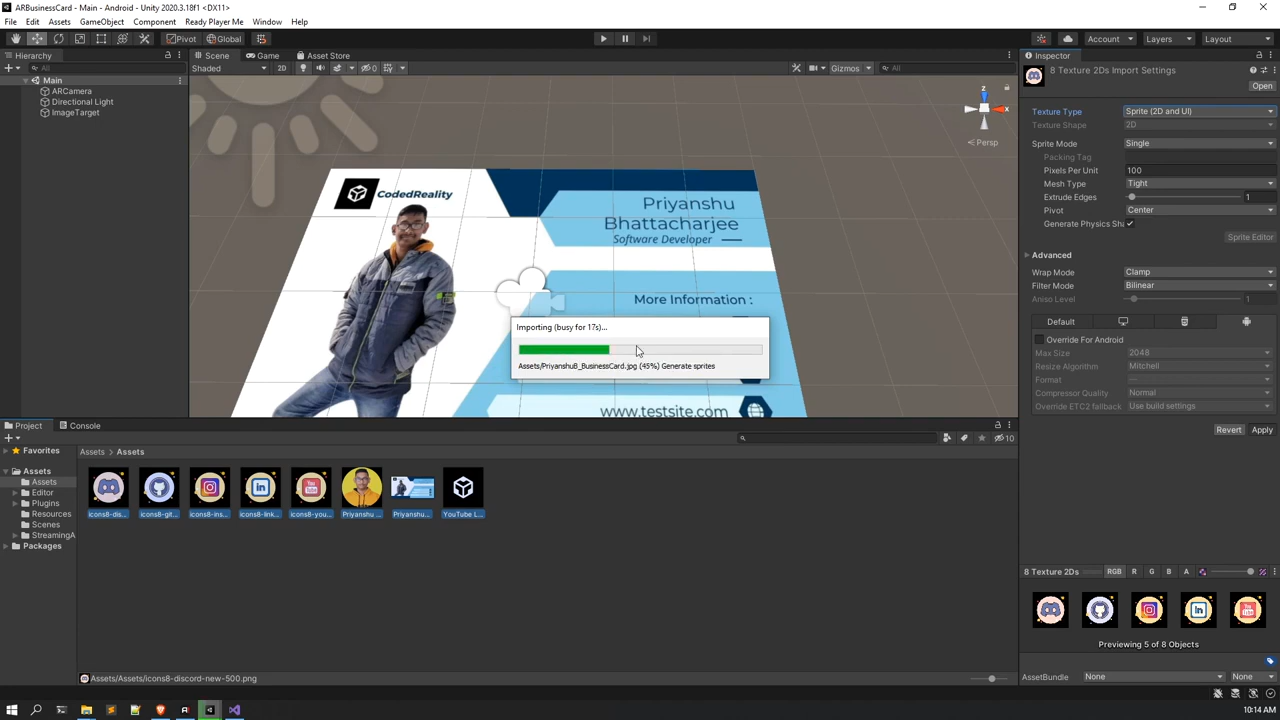 ARBusinessCard - Main - Android - Unity 2020.3.18f1 <DX11>
File Edit Assets GameObject Component Ready Player Me Window Help
Pivot Global Account Layers Layout
Hierarchy Scene Game Asset Store Inspector
All Shaded 2D 0 Gizmos All
8 Texture 2Ds Import Settings
Open
Main
ARCamera
Directional Light
ImageTarget
z
x
Persp
CodedReality
Priyanshu
Bhattacharjee
Software Developer
More Information :
www.testsite.com
Importing (busy for 17s)...
Assets/PriyanshuB_BusinessCard.jpg (45%) Generate sprites
Texture Type Sprite (2D and UI)
Texture Shape 2D
Sprite Mode Single
Packing Tag
Pixels Per Unit 100
Mesh Type Tight
Extrude Edges 1
Pivot Center
Generate Physics Sha
Sprite Editor
Advanced
Wrap Mode Clamp
Filter Mode Bilinear
Aniso Level 1
Default
Override For Android
Max Size 2048
Resize Algorithm Mitchell
Format —
Compressor Quality Normal
Override ETC2 fallback Use build settings
Revert Apply
Project Console
10
Favorites
Assets
Assets
Editor
Plugins
Resources
Scenes
StreamingA
Packages
Assets > Assets
icons8-dis... icons8-git... icons8-ins... icons8-link... icons8-you... Priyanshu ... Priyanshu... YouTube L...
Assets/Assets/icons8-discord-new-500.png
8 Texture 2Ds RGB R G B A
Previewing 5 of 8 Objects
AssetBundle None None
10:14 AM